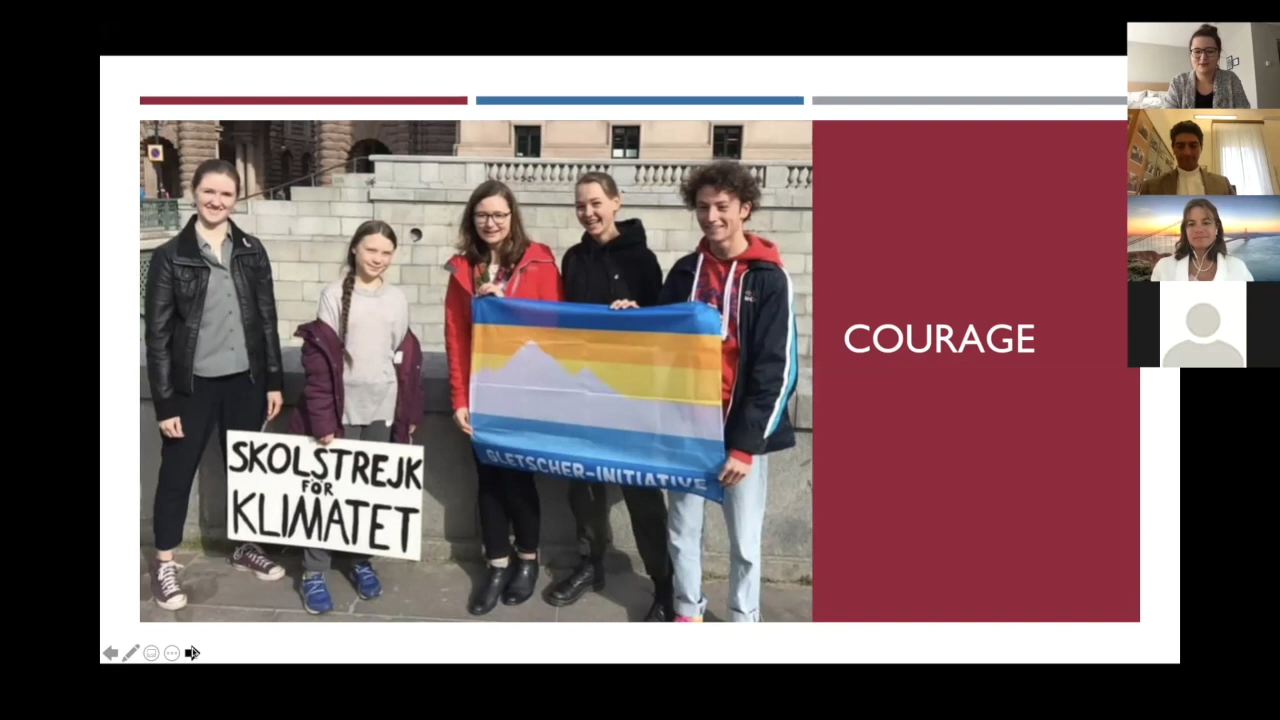 COURAGE
SKOLSTREJK
FÖR
KLIMATET
GLETSCHER-INITIATIVE